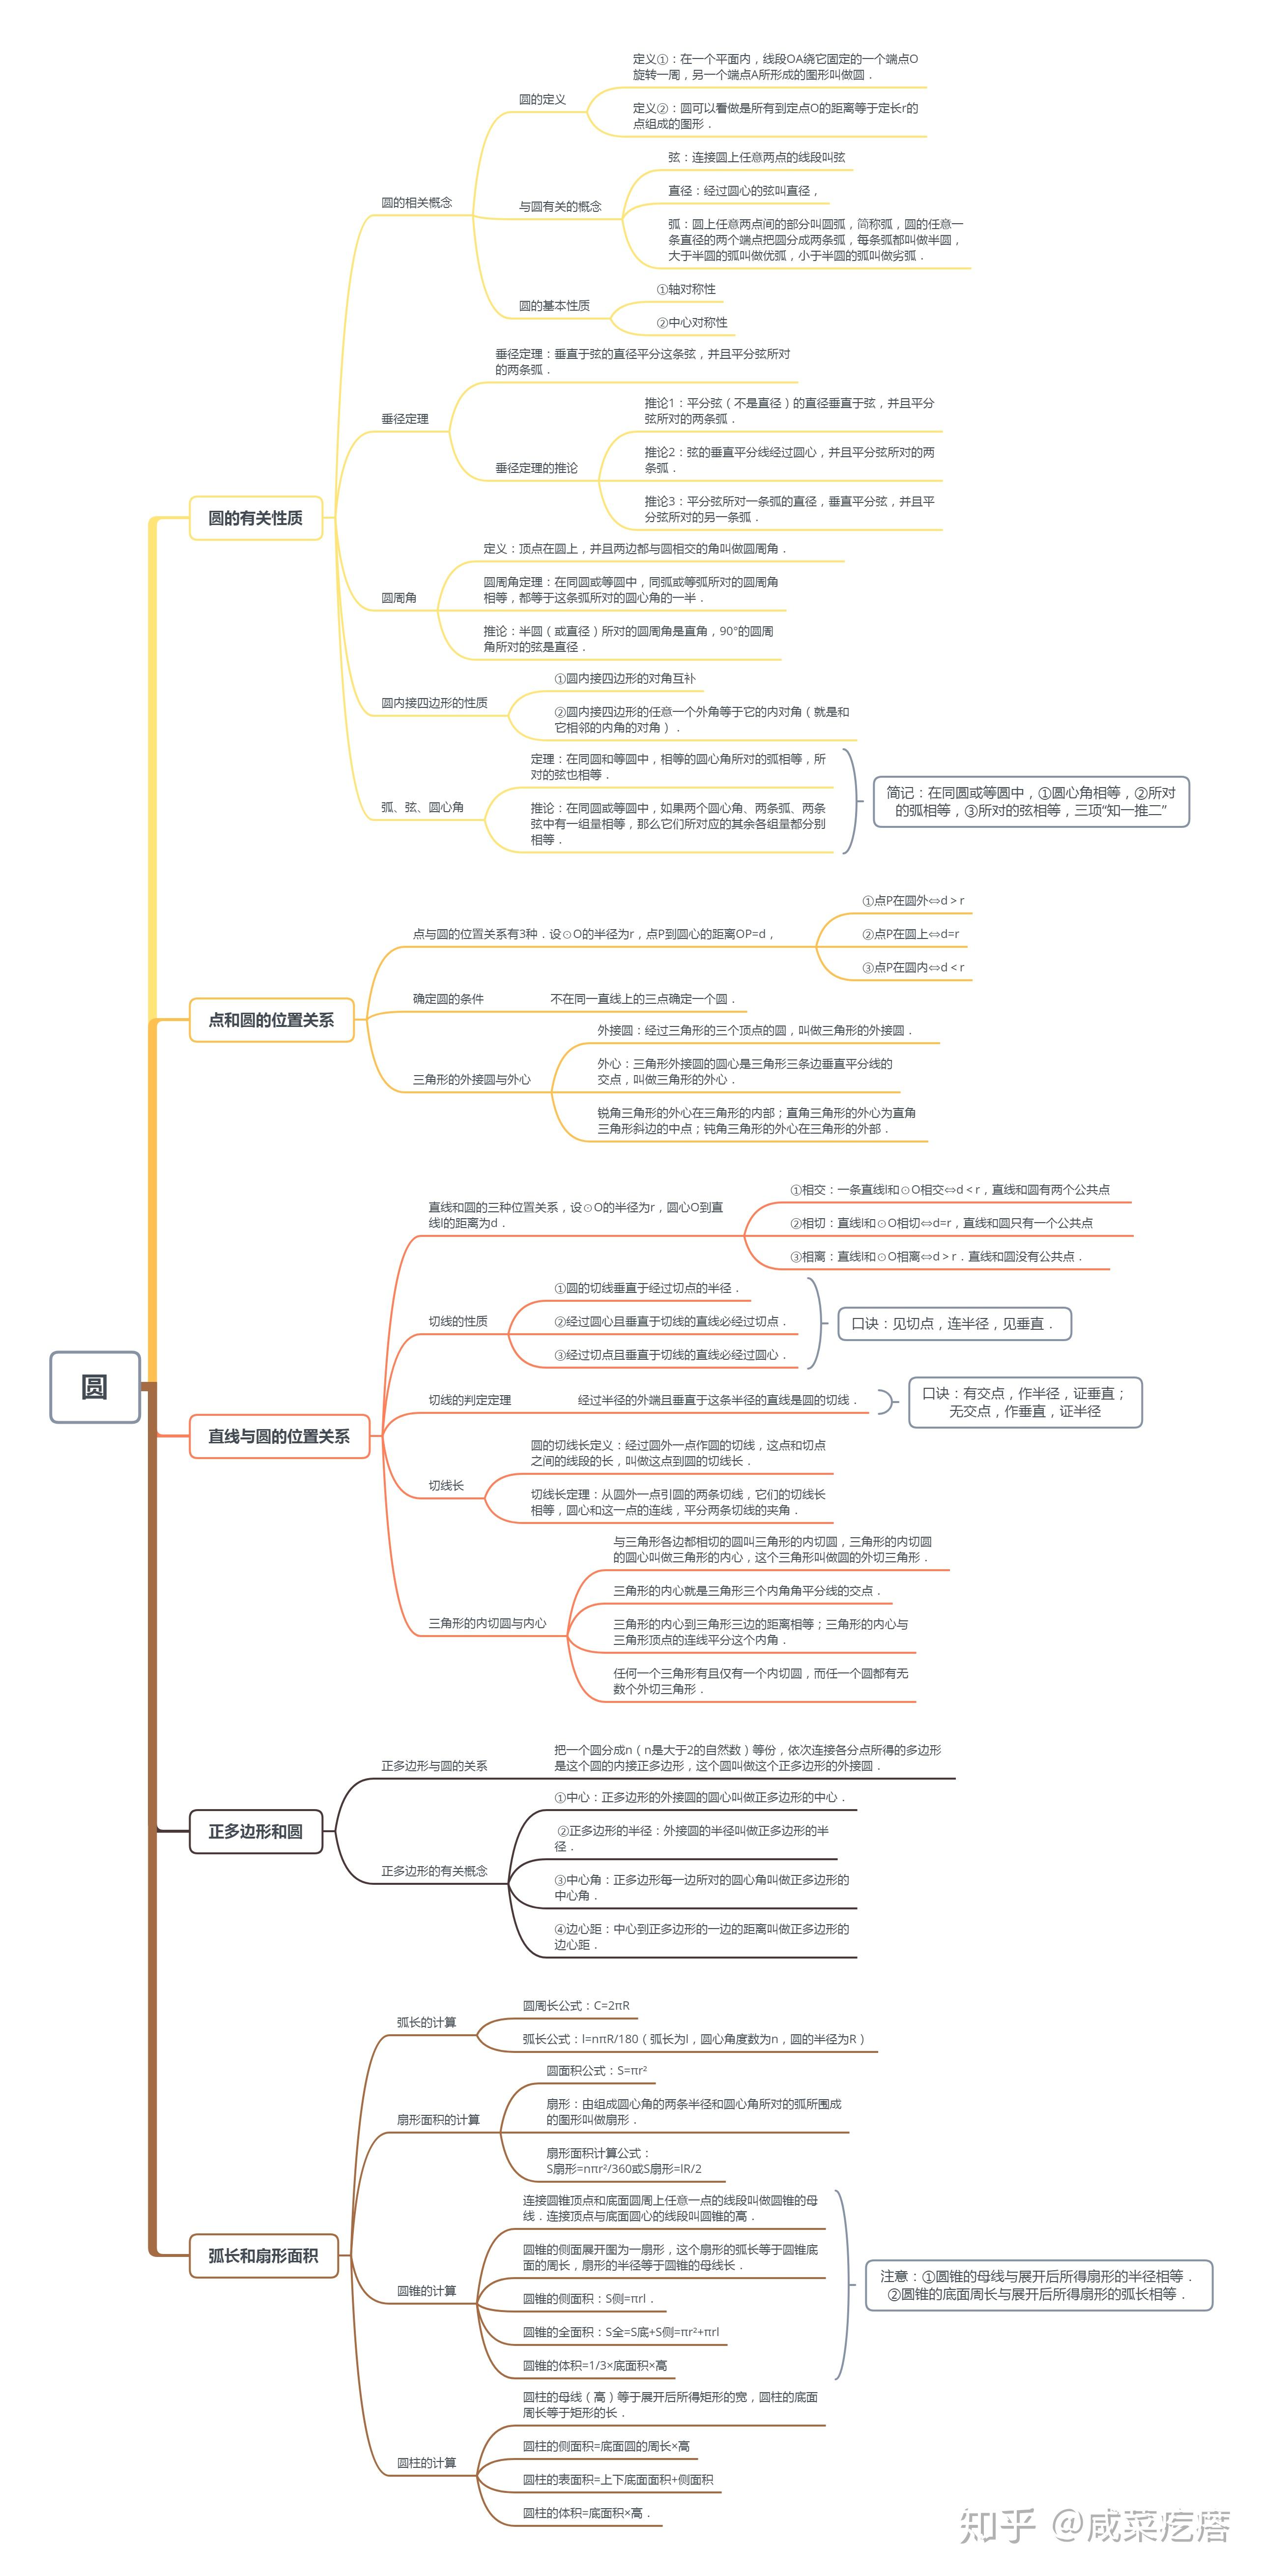 圆
圆的有关性质
圆的相关概念
圆的定义
定义①：在一个平面内，线段OA绕它固定的一个端点O
旋转一周，另一个端点A所形成的图形叫做圆．
定义②：圆可以看做是所有到定点O的距离等于定长r的
点组成的图形．
与圆有关的概念
弦：连接圆上任意两点的线段叫弦
直径：经过圆心的弦叫直径，
弧：圆上任意两点间的部分叫圆弧，简称弧，圆的任意一
条直径的两个端点把圆分成两条弧，每条弧都叫做半圆，
大于半圆的弧叫做优弧，小于半圆的弧叫做劣弧．
圆的基本性质
①轴对称性
②中心对称性
垂径定理
垂径定理：垂直于弦的直径平分这条弦，并且平分弦所对
的两条弧．
垂径定理的推论
推论1：平分弦（不是直径）的直径垂直于弦，并且平分
弦所对的两条弧．
推论2：弦的垂直平分线经过圆心，并且平分弦所对的两
条弧．
推论3：平分弦所对一条弧的直径，垂直平分弦，并且平
分弦所对的另一条弧．
圆周角
定义：顶点在圆上，并且两边都与圆相交的角叫做圆周角．
圆周角定理：在同圆或等圆中，同弧或等弧所对的圆周角
相等，都等于这条弧所对的圆心角的一半．
推论：半圆（或直径）所对的圆周角是直角，90°的圆周
角所对的弦是直径．
圆内接四边形的性质
①圆内接四边形的对角互补
②圆内接四边形的任意一个外角等于它的内对角（就是和
它相邻的内角的对角）．
弧、弦、圆心角
定理：在同圆和等圆中，相等的圆心角所对的弧相等，所
对的弦也相等．
推论：在同圆或等圆中，如果两个圆心角、两条弧、两条
弦中有一组量相等，那么它们所对应的其余各组量都分别
相等．
简记：在同圆或等圆中，①圆心角相等，②所对
的弧相等，③所对的弦相等，三项“知一推二”
点和圆的位置关系
点与圆的位置关系有3种．设⊙O的半径为r，点P到圆心的距离OP=d，
①点P在圆外⇔d＞r
②点P在圆上⇔d=r
③点P在圆内⇔d＜r
确定圆的条件
不在同一直线上的三点确定一个圆．
三角形的外接圆与外心
外接圆：经过三角形的三个顶点的圆，叫做三角形的外接圆．
外心：三角形外接圆的圆心是三角形三条边垂直平分线的
交点，叫做三角形的外心．
锐角三角形的外心在三角形的内部；直角三角形的外心为直角
三角形斜边的中点；钝角三角形的外心在三角形的外部．
直线与圆的位置关系
直线和圆的三种位置关系，设⊙O的半径为r，圆心O到直
线l的距离为d．
①相交：一条直线l和⊙O相交⇔d＜r，直线和圆有两个公共点
②相切：直线l和⊙O相切⇔d=r，直线和圆只有一个公共点
③相离：直线l和⊙O相离⇔d＞r．直线和圆没有公共点．
切线的性质
①圆的切线垂直于经过切点的半径．
②经过圆心且垂直于切线的直线必经过切点．
③经过切点且垂直于切线的直线必经过圆心．
口诀：见切点，连半径，见垂直．
切线的判定定理
经过半径的外端且垂直于这条半径的直线是圆的切线．
口诀：有交点，作半径，证垂直；
无交点，作垂直，证半径
切线长
圆的切线长定义：经过圆外一点作圆的切线，这点和切点
之间的线段的长，叫做这点到圆的切线长．
切线长定理：从圆外一点引圆的两条切线，它们的切线长
相等，圆心和这一点的连线，平分两条切线的夹角．
三角形的内切圆与内心
与三角形各边都相切的圆叫三角形的内切圆，三角形的内切圆
的圆心叫做三角形的内心，这个三角形叫做圆的外切三角形．
三角形的内心就是三角形三个内角角平分线的交点．
三角形的内心到三角形三边的距离相等；三角形的内心与
三角形顶点的连线平分这个内角．
任何一个三角形有且仅有一个内切圆，而任一个圆都有无
数个外切三角形．
正多边形和圆
正多边形与圆的关系
把一个圆分成n（n是大于2的自然数）等份，依次连接各分点所得的多边形
是这个圆的内接正多边形，这个圆叫做这个正多边形的外接圆．
正多边形的有关概念
①中心：正多边形的外接圆的圆心叫做正多边形的中心．
②正多边形的半径：外接圆的半径叫做正多边形的半
径．
③中心角：正多边形每一边所对的圆心角叫做正多边形的
中心角．
④边心距：中心到正多边形的一边的距离叫做正多边形的
边心距．
弧长和扇形面积
弧长的计算
圆周长公式：C=2πR
弧长公式：l=nπR/180（弧长为l，圆心角度数为n，圆的半径为R）
扇形面积的计算
圆面积公式：S=πr²
扇形：由组成圆心角的两条半径和圆心角所对的弧所围成
的图形叫做扇形．
扇形面积计算公式：
S扇形=nπr²/360或S扇形=lR/2
圆锥的计算
连接圆锥顶点和底面圆周上任意一点的线段叫做圆锥的母
线．连接顶点与底面圆心的线段叫圆锥的高．
圆锥的侧面展开图为一扇形，这个扇形的弧长等于圆锥底
面的周长，扇形的半径等于圆锥的母线长．
圆锥的侧面积：S侧=πrl．
圆锥的全面积：S全=S底+S侧=πr²+πrl
圆锥的体积=1/3×底面积×高
注意：①圆锥的母线与展开后所得扇形的半径相等．
②圆锥的底面周长与展开后所得扇形的弧长相等．
圆柱的计算
圆柱的母线（高）等于展开后所得矩形的宽，圆柱的底面
周长等于矩形的长．
圆柱的侧面积=底面圆的周长×高
圆柱的表面积=上下底面面积+侧面积
圆柱的体积=底面积×高．
知乎 @咸菜疙瘩